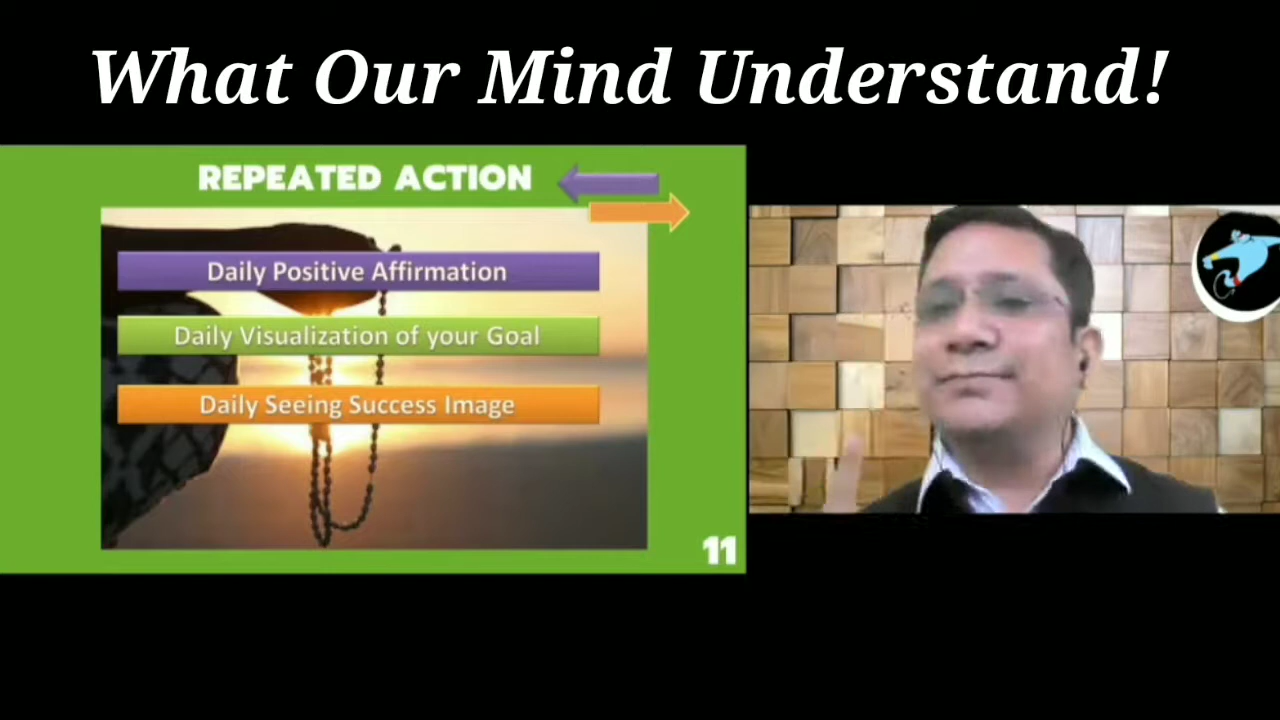 What Our Mind Understand!
REPEATED ACTION
Daily Positive Affirmation
Daily Visualization of your Goal
Daily Seeing Success Image
11